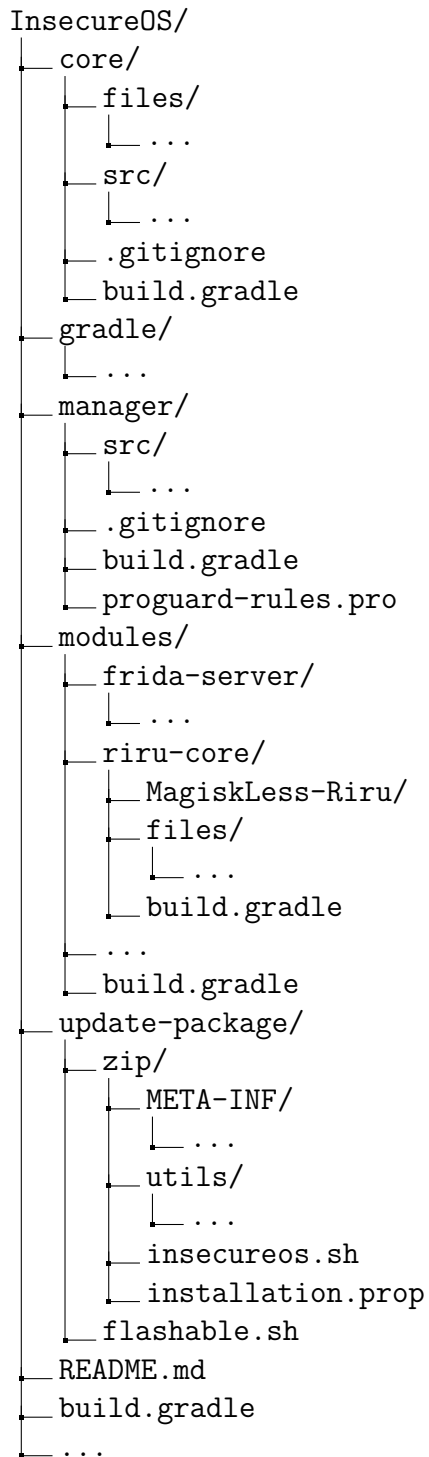 InsecureOS/
core/
files/
...
src/
...
.gitignore
build.gradle
gradle/
...
manager/
src/
...
.gitignore
build.gradle
proguard-rules.pro
modules/
frida-server/
...
riru-core/
MagiskLess-Riru/
files/
...
build.gradle
...
build.gradle
update-package/
zip/
META-INF/
...
utils/
...
insecureos.sh
installation.prop
flashable.sh
README.md
build.gradle
...